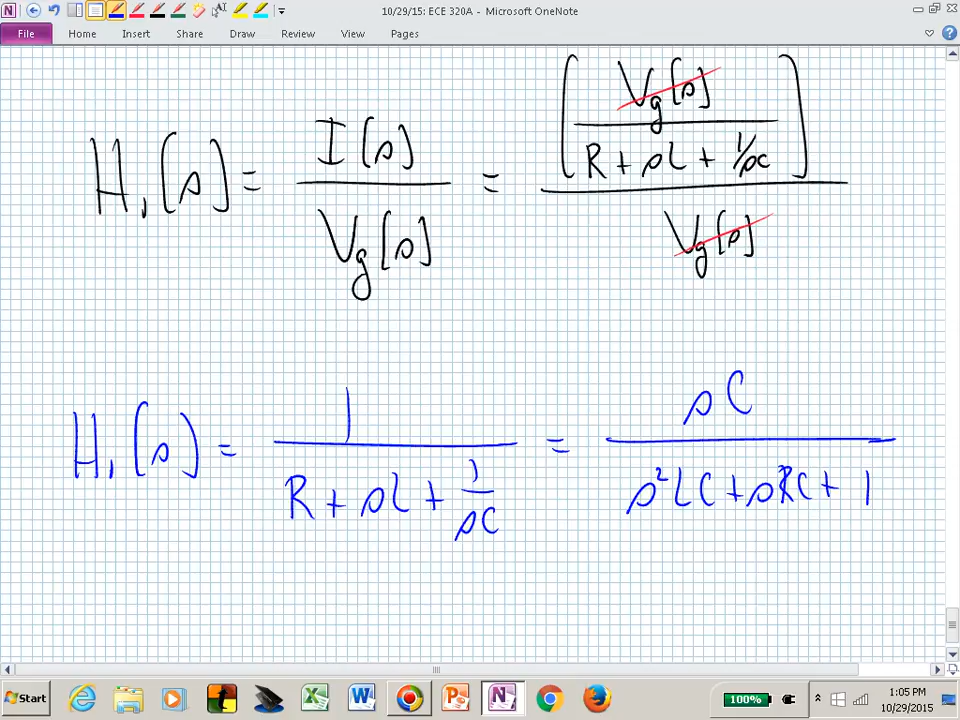 10/29/15: ECE 320A - Microsoft OneNote
File Home Insert Share Draw Review View Pages
H₁(s) = I(s) / Vg(s) = [Vg(s) / (R + sL + 1/sC)] / Vg(s)
H₁(s) = 1 / (R + sL + 1/sC) = sC / (s²LC + sRC + 1)
Start 100% 1:05 PM
10/29/2015